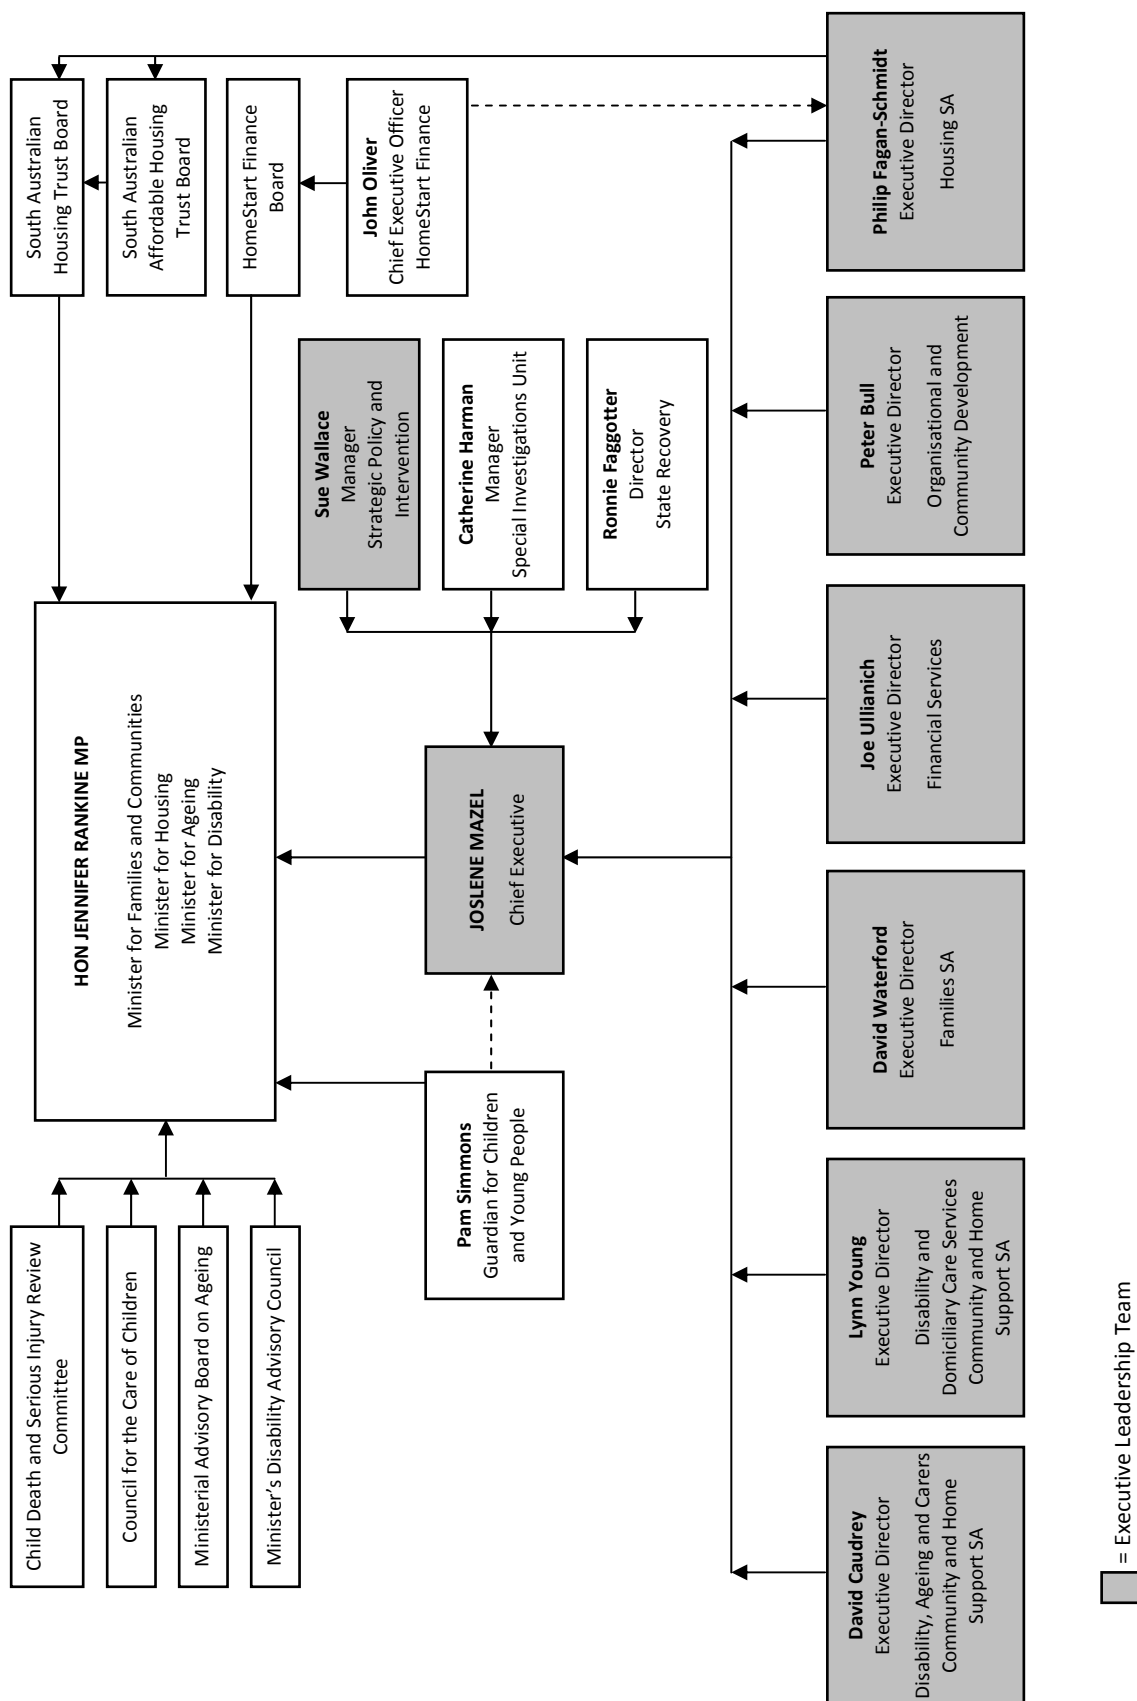 Child Death and Serious Injury Review
Committee
Council for the Care of Children
Ministerial Advisory Board on Ageing
Minister’s Disability Advisory Council
HON JENNIFER RANKINE MP
Minister for Families and Communities
Minister for Housing
Minister for Ageing
Minister for Disability
South Australian
Housing Trust Board
South Australian
Affordable Housing
Trust Board
HomeStart Finance
Board
John Oliver
Chief Executive Officer
HomeStart Finance
Sue Wallace
Manager
Strategic Policy and
Intervention
Catherine Harman
Manager
Special Investigations Unit
Ronnie Faggotter
Director
State Recovery
Pam Simmons
Guardian for Children
and Young People
JOSLENE MAZEL
Chief Executive
David Caudrey
Executive Director
Disability, Ageing and Carers
Community and Home
Support SA
Lynn Young
Executive Director
Disability and
Domiciliary Care Services
Community and Home
Support SA
David Waterford
Executive Director
Families SA
Joe Ullianich
Executive Director
Financial Services
Peter Bull
Executive Director
Organisational and
Community Development
Philip Fagan-Schmidt
Executive Director
Housing SA
= Executive Leadership Team